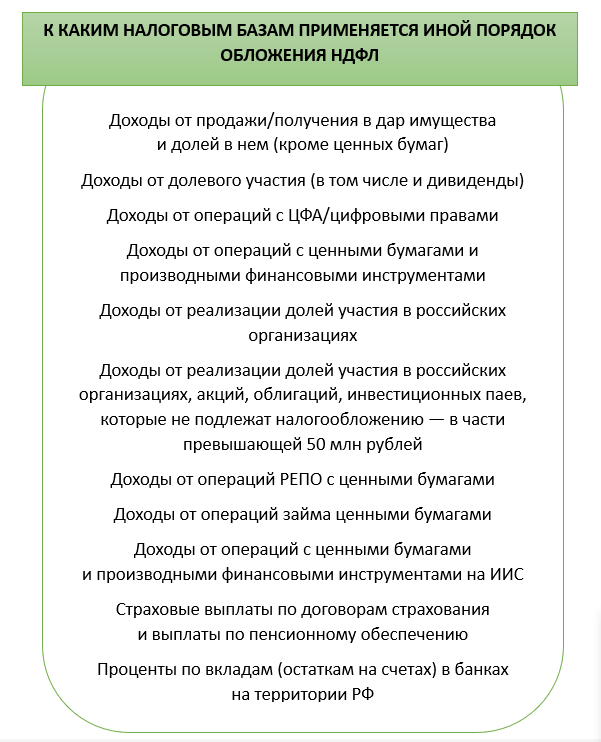 К КАКИМ НАЛОГОВЫМ БАЗАМ ПРИМЕНЯЕТСЯ ИНОЙ ПОРЯДОК
ОБЛОЖЕНИЯ НДФЛ
Доходы от продажи/получения в дар имущества
и долей в нем (кроме ценных бумаг)
Доходы от долевого участия (в том числе и дивиденды)
Доходы от операций с ЦФА/цифровыми правами
Доходы от операций с ценными бумагами и
производными финансовыми инструментами
Доходы от реализации долей участия в российских
организациях
Доходы от реализации долей участия в российских
организациях, акций, облигаций, инвестиционных паев,
которые не подлежат налогообложению — в части
превышающей 50 млн рублей
Доходы от операций РЕПО с ценными бумагами
Доходы от операций займа ценными бумагами
Доходы от операций с ценными бумагами
и производными финансовыми инструментами на ИИС
Страховые выплаты по договорам страхования
и выплаты по пенсионному обеспечению
Проценты по вкладам (остаткам на счетах) в банках
на территории РФ